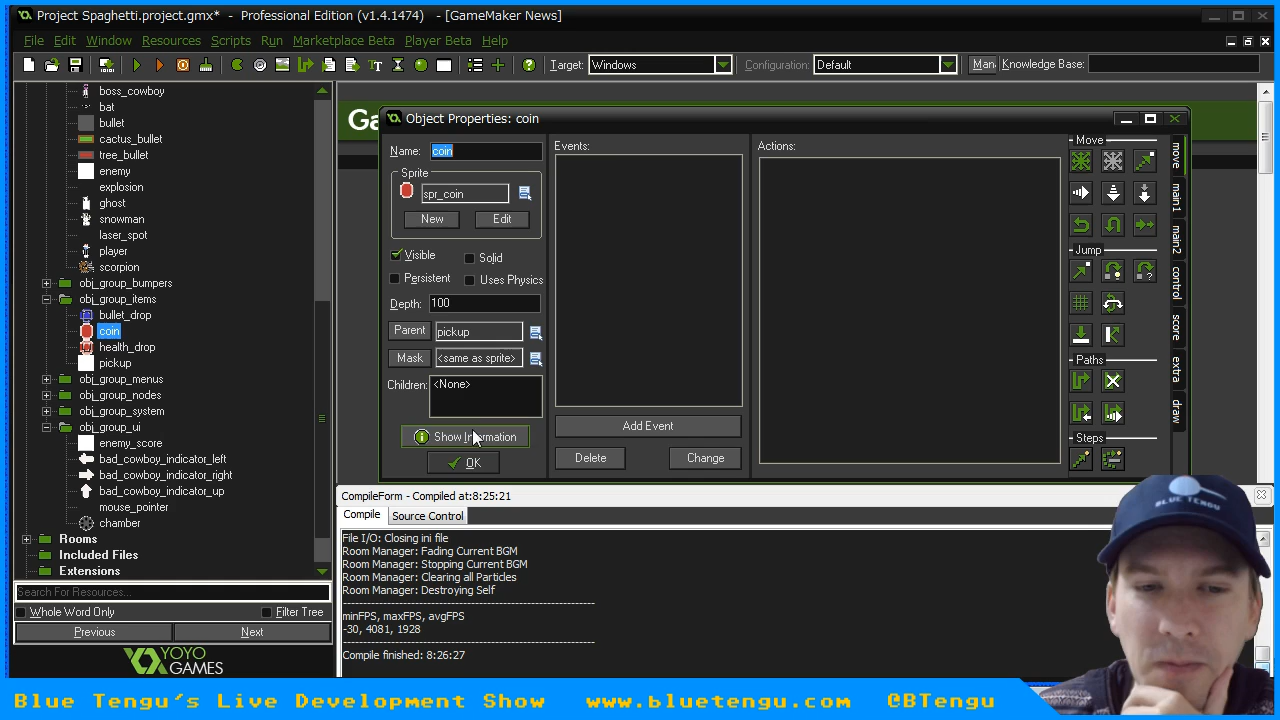 Project Spaghetti.project.gmx* - Professional Edition (v1.4.1474) - [GameMaker News]
File Edit Window Resources Scripts Run Marketplace Beta Player Beta Help
Target: Windows Configuration: Default Man Knowledge Base:
boss_cowboy
bat
bullet
cactus_bullet
tree_bullet
enemy
explosion
ghost
snowman
laser_spot
player
scorpion
obj_group_bumpers
obj_group_items
bullet_drop
coin
health_drop
pickup
obj_group_menus
obj_group_nodes
obj_group_system
obj_group_ui
enemy_score
bad_cowboy_indicator_left
bad_cowboy_indicator_right
bad_cowboy_indicator_up
mouse_pointer
chamber
Rooms
Included Files
Extensions
Search For Resources...
Whole Word Only Filter Tree
Previous Next
YOYO
GAMES
Ga
Object Properties: coin
Name: coin
Sprite
spr_coin
New Edit
Visible Solid
Persistent Uses Physics
Depth: 100
Parent pickup
Mask <same as sprite>
Children: <None>
Show Information
OK
Events:
Add Event
Delete Change
Actions:
Move
Jump
Paths
Steps
move
main1
main2
control
score
extra
draw
CompileForm - Compiled at:8:25:21
Compile Source Control
File I/O: Closing ini file
Room Manager: Fading Current BGM
Room Manager: Stopping Current BGM
Room Manager: Clearing all Particles
Room Manager: Destroying Self
minFPS, maxFPS, avgFPS
-30, 4081, 1928
Compile finished: 8:26:27
BLUE TENGU
Blue Tengu's Live Development Show www.bluetengu.com @BTengu